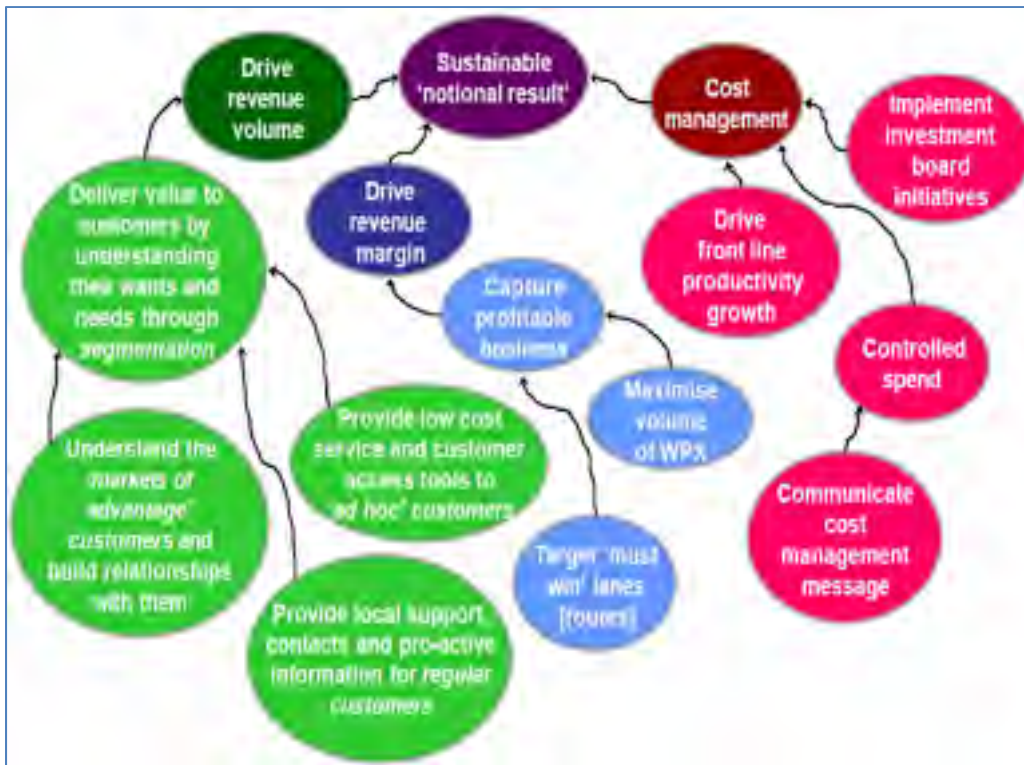 Drive
revenue
volume
Sustainable
'notional result'
Cost
management
Implement
investment
board
initiatives
Deliver value to
customers by
understanding
their wants and
needs through
segmentation
Drive
revenue
margin
Drive
front line
productivity
growth
Capture
profitable
business
Controlled
spend
Maximise
volume
of WPX
Provide low cost
service and customer
access tools to
'ad hoc' customers
Understand the
markets of
advantage'
customers and
build relationships
with them
Communicate
cost
management
message
Target 'must
win' lanes
[routes]
Provide local support,
contacts and pro-active
information for regular
customers